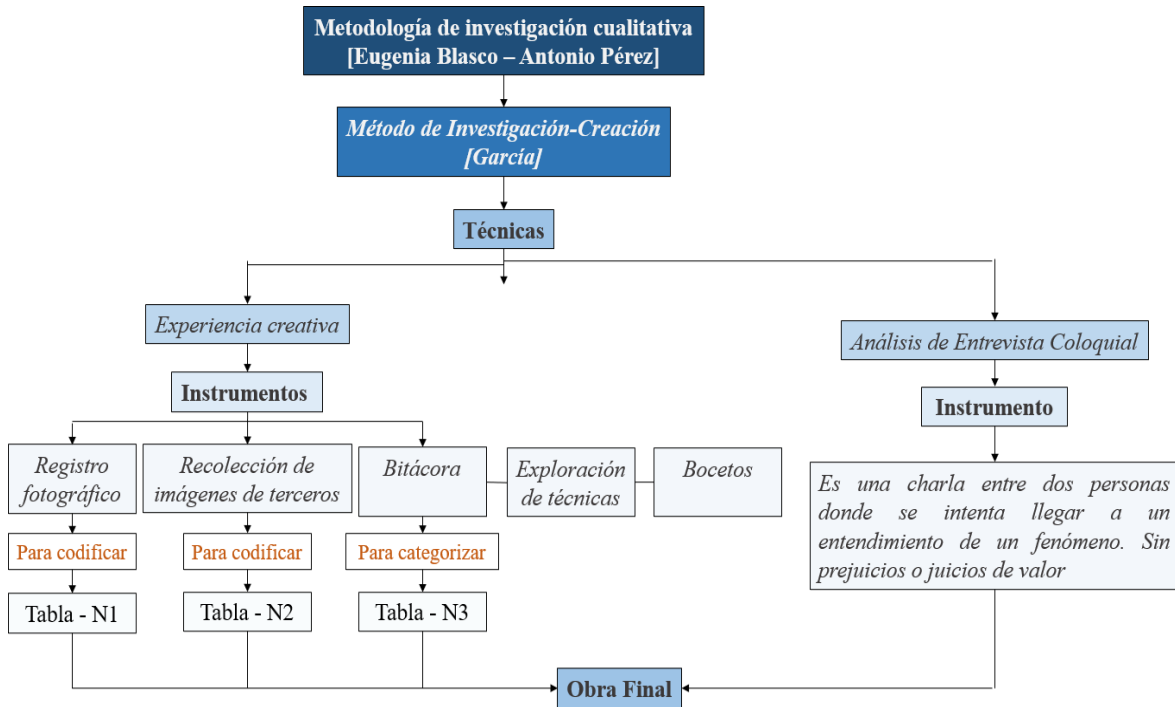 Metodología de investigación cualitativa
[Eugenia Blasco – Antonio Pérez]
Método de Investigación-Creación
[García]
Técnicas
Experiencia creativa
Análisis de Entrevista Coloquial
Instrumentos
Instrumento
Registro
fotográfico
Recolección de
imágenes de terceros
Bitácora
Exploración
de técnicas
Bocetos
Es una charla entre dos personas
donde se intenta llegar a un
entendimiento de un fenómeno. Sin
prejuicios o juicios de valor
Para codificar
Para codificar
Para categorizar
Tabla - N1
Tabla - N2
Tabla - N3
Obra Final